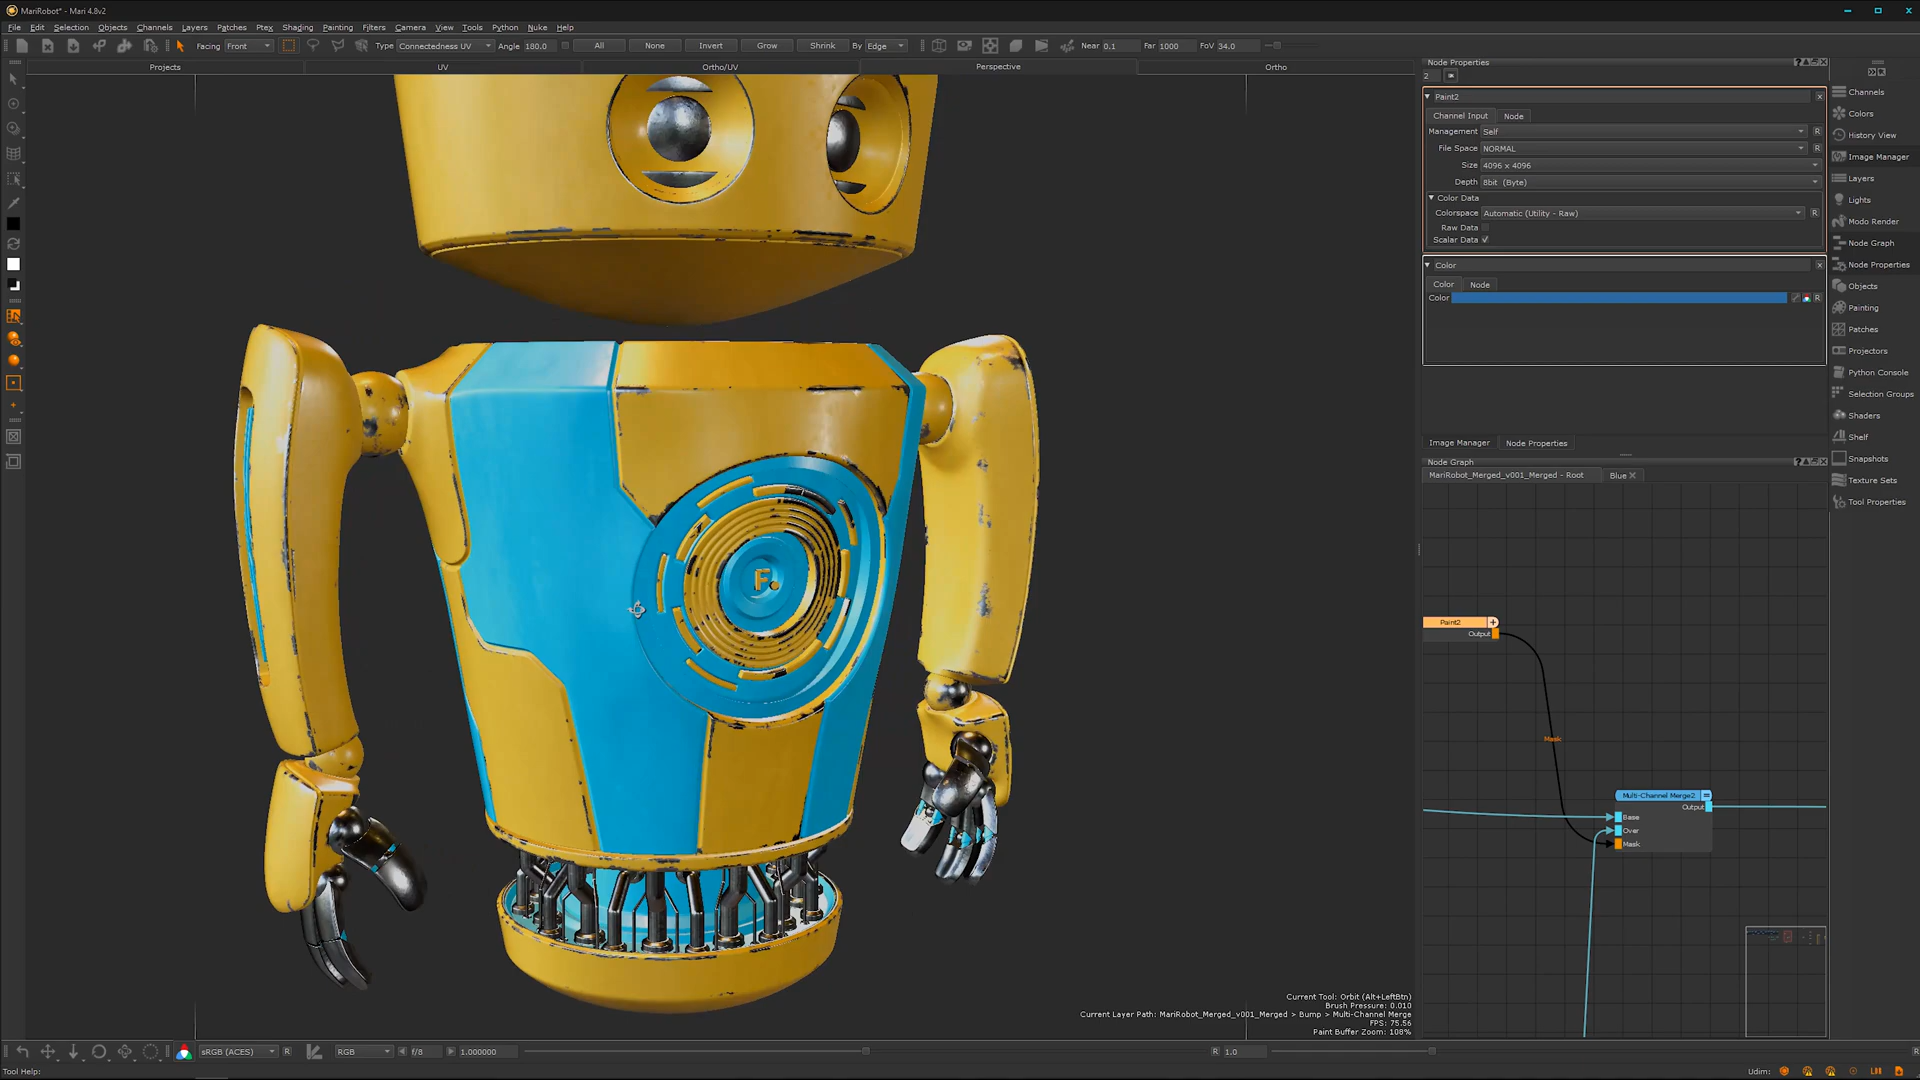 MariRobot* - Mari 4.8v2
File Edit Selection Objects Channels Layers Patches Ptex Shading Painting Filters Camera View Tools Python Nuke Help
Facing Front Type Connectedness UV Angle 180.0 All None Invert Grow Shrink By Edge Near 0.1 Far 1000 FoV 34.0
Projects UV Ortho/UV Perspective Ortho
Node Properties
2
Paint2
Channel Input Node
Management Self R
File Space NORMAL R
Size 4096 x 4096
Depth 8bit (Byte)
Color Data
Colorspace Automatic (Utility - Raw) R
Raw Data
Scalar Data
Color
Color Node
Color R
Image Manager Node Properties
Node Graph
MariRobot_Merged_v001_Merged - Root Blue
Paint2
Output
Mask
Multi-Channel Merge2
Output
Base
Over
Mask
Channels
Colors
History View
Image Manager
Layers
Lights
Modo Render
Node Graph
Node Properties
Objects
Painting
Patches
Projectors
Python Console
Selection Groups
Shaders
Shelf
Snapshots
Texture Sets
Tool Properties
F.
Current Tool: Orbit (Alt+LeftBtn)
Brush Pressure: 0.010
Current Layer Path: MariRobot_Merged_v001_Merged > Bump > Multi-Channel Merge
FPS: 75.56
Paint Buffer Zoom: 108%
sRGB (ACES) R RGB f/8 1.000000 R 1.0 R
Tool Help:
Udim: